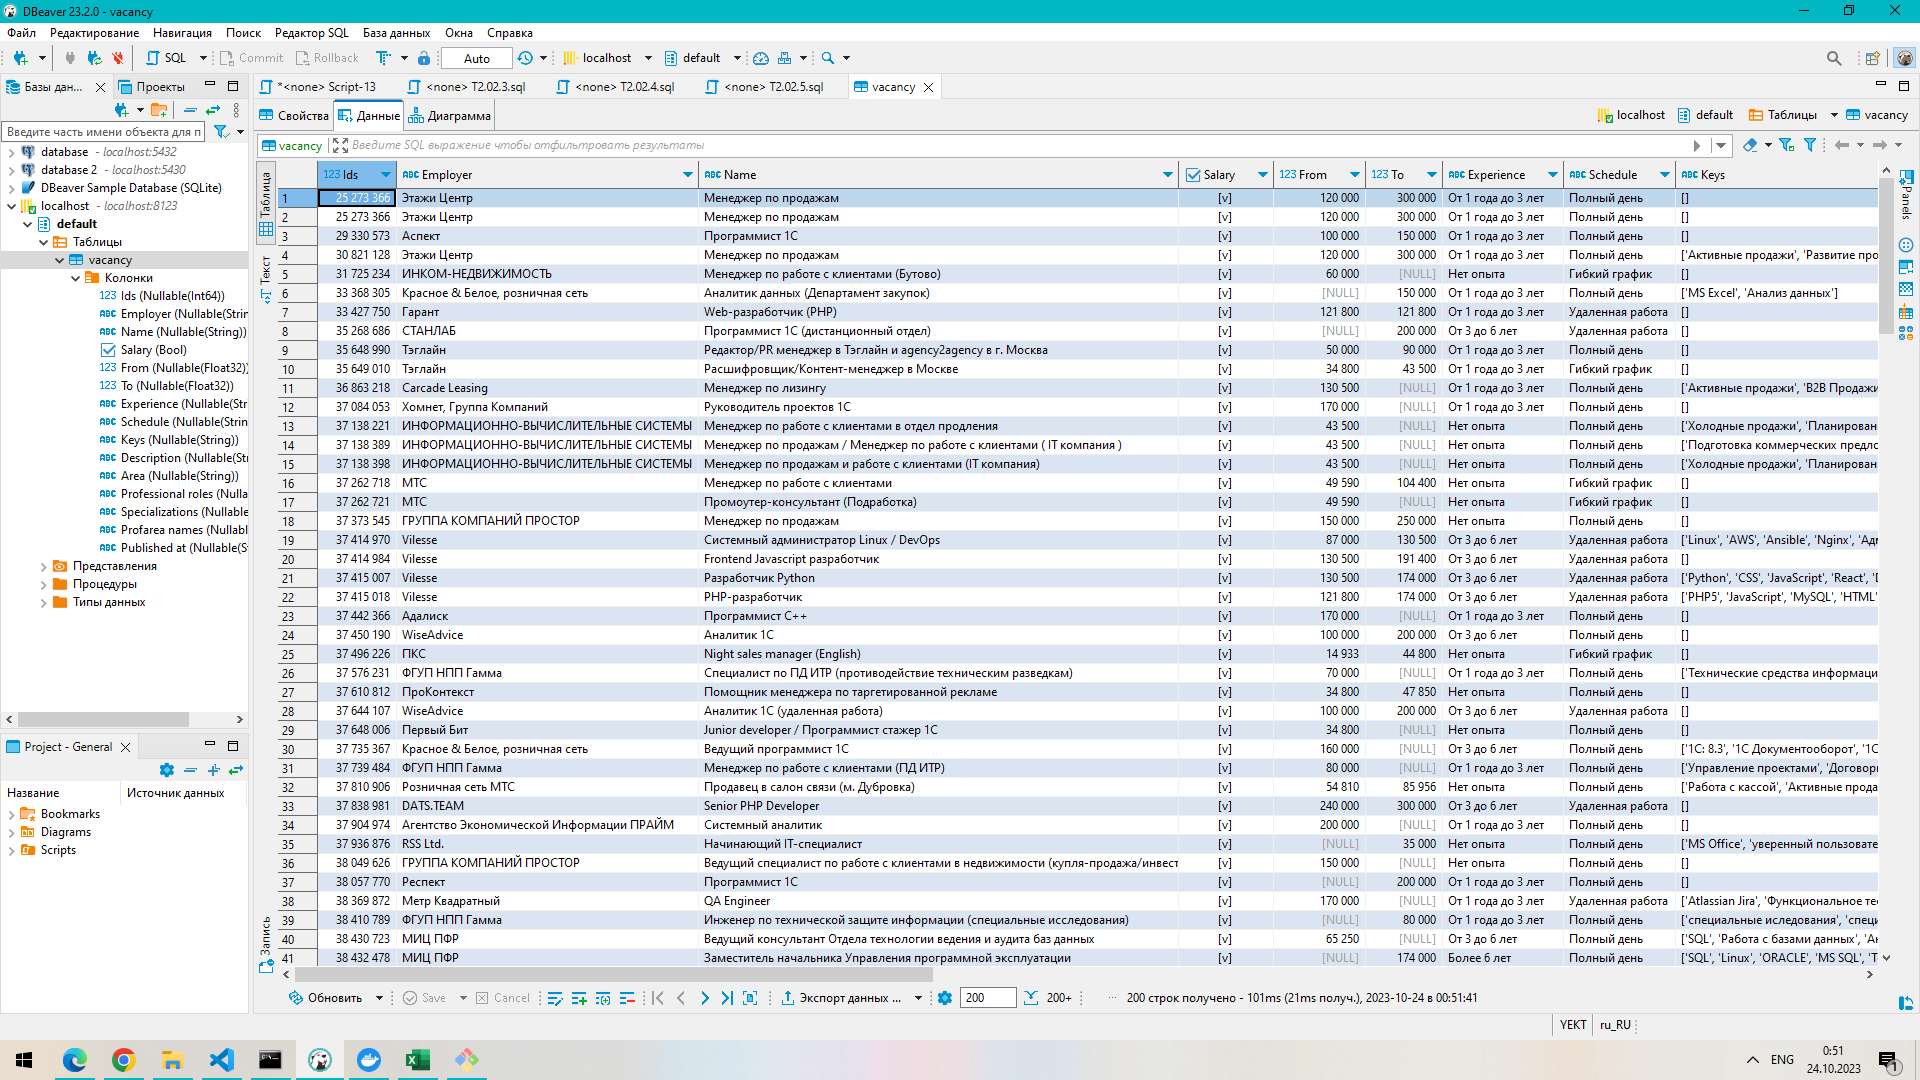 DBeaver 23.2.0 - vacancy
Файл Редактирование Навигация Поиск Редактор SQL База данных Окна Справка
SQL Commit Rollback Auto localhost default
Базы дан... Проекты
*<none> Script-13 <none> T2.02.3.sql <none> T2.02.4.sql <none> T2.02.5.sql vacancy
Введите часть имени объекта для п
database - localhost:5432
database 2 - localhost:5430
DBeaver Sample Database (SQLite)
localhost - localhost:8123
default
Таблицы
vacancy
Колонки
123 Ids (Nullable(Int64))
ABC Employer (Nullable(Strin
ABC Name (Nullable(String))
Salary (Bool)
123 From (Nullable(Float32))
123 To (Nullable(Float32))
ABC Experience (Nullable(Str
ABC Schedule (Nullable(Strin
ABC Keys (Nullable(String))
ABC Description (Nullable(St
ABC Area (Nullable(String))
ABC Professional roles (Nulla
ABC Specializations (Nullable
ABC Profarea names (Nullabl
ABC Published at (Nullable(S
Представления
Процедуры
Типы данных
Project - General
Название Источник данных
Bookmarks
Diagrams
Scripts
Свойства Данные Диаграмма
localhost default Таблицы vacancy
vacancy Введите SQL выражение чтобы отфильтровать результаты
Таблица
Текст
Запись
Panels
123 Ids ABC Employer ABC Name Salary 123 From 123 To ABC Experience ABC Schedule ABC Keys
1 25 273 366 Этажи Центр Менеджер по продажам [v] 120 000 300 000 От 1 года до 3 лет Полный день []
2 25 273 366 Этажи Центр Менеджер по продажам [v] 120 000 300 000 От 1 года до 3 лет Полный день []
3 29 330 573 Аспект Программист 1С [v] 100 000 150 000 От 1 года до 3 лет Полный день []
4 30 821 128 Этажи Центр Менеджер по продажам [v] 120 000 300 000 От 1 года до 3 лет Полный день ['Активные продажи', 'Развитие про
5 31 725 234 ИНКОМ-НЕДВИЖИМОСТЬ Менеджер по работе с клиентами (Бутово) [v] 60 000 [NULL] Нет опыта Гибкий график []
6 33 368 305 Красное & Белое, розничная сеть Аналитик данных (Департамент закупок) [v] [NULL] 150 000 От 1 года до 3 лет Полный день ['MS Excel', 'Анализ данных']
7 33 427 750 Гарант Web-разработчик (PHP) [v] 121 800 121 800 От 1 года до 3 лет Удаленная работа []
8 35 268 686 СТАНЛАБ Программист 1С (дистанционный отдел) [v] [NULL] 200 000 От 3 до 6 лет Удаленная работа []
9 35 648 990 Тэглайн Редактор/PR менеджер в Тэглайн и agency2agency в г. Москва [v] 50 000 90 000 От 1 года до 3 лет Полный день []
10 35 649 010 Тэглайн Расшифровщик/Контент-менеджер в Москве [v] 34 800 43 500 От 1 года до 3 лет Гибкий график []
11 36 863 218 Carcade Leasing Менеджер по лизингу [v] 130 500 [NULL] От 1 года до 3 лет Полный день ['Активные продажи', 'B2B Продажи
12 37 084 053 Хомнет, Группа Компаний Руководитель проектов 1С [v] 170 000 [NULL] От 1 года до 3 лет Полный день []
13 37 138 221 ИНФОРМАЦИОННО-ВЫЧИСЛИТЕЛЬНЫЕ СИСТЕМЫ Менеджер по работе с клиентами в отдел продления [v] 43 500 [NULL] Нет опыта Полный день ['Холодные продажи', 'Планирован
14 37 138 389 ИНФОРМАЦИОННО-ВЫЧИСЛИТЕЛЬНЫЕ СИСТЕМЫ Менеджер по продажам / Менеджер по работе с клиентами ( IT компания ) [v] 43 500 [NULL] Нет опыта Полный день ['Подготовка коммерческих предло
15 37 138 398 ИНФОРМАЦИОННО-ВЫЧИСЛИТЕЛЬНЫЕ СИСТЕМЫ Менеджер по продажам и работе с клиентами (IT компания) [v] 43 500 [NULL] Нет опыта Полный день ['Холодные продажи', 'Планирован
16 37 262 718 МТС Менеджер по работе с клиентами [v] 49 590 104 400 Нет опыта Гибкий график []
17 37 262 721 МТС Промоутер-консультант (Подработка) [v] 49 590 [NULL] Нет опыта Гибкий график []
18 37 373 545 ГРУППА КОМПАНИЙ ПРОСТОР Менеджер по продажам [v] 150 000 250 000 Нет опыта Полный день []
19 37 414 970 Vilesse Системный администратор Linux / DevOps [v] 87 000 130 500 От 3 до 6 лет Удаленная работа ['Linux', 'AWS', 'Ansible', 'Nginx', 'Адм
20 37 414 984 Vilesse Frontend Javascript разработчик [v] 130 500 191 400 От 3 до 6 лет Удаленная работа []
21 37 415 007 Vilesse Разработчик Python [v] 130 500 174 000 От 3 до 6 лет Удаленная работа ['Python', 'CSS', 'JavaScript', 'React', 'D
22 37 415 018 Vilesse PHP-разработчик [v] 121 800 174 000 От 3 до 6 лет Удаленная работа ['PHP5', 'JavaScript', 'MySQL', 'HTML'
23 37 442 366 Адалиск Программист C++ [v] 170 000 [NULL] От 1 года до 3 лет Полный день []
24 37 450 190 WiseAdvice Аналитик 1С [v] 100 000 200 000 От 3 до 6 лет Полный день []
25 37 496 226 ПКС Night sales manager (English) [v] 14 933 44 800 Нет опыта Гибкий график []
26 37 576 231 ФГУП НПП Гамма Специалист по ПД ИТР (противодействие техническим разведкам) [v] 70 000 [NULL] От 1 года до 3 лет Полный день ['Технические средства информаци
27 37 610 812 ПроКонтекст Помощник менеджера по таргетированной рекламе [v] 34 800 47 850 Нет опыта Полный день []
28 37 644 107 WiseAdvice Аналитик 1С (удаленная работа) [v] 100 000 200 000 От 3 до 6 лет Удаленная работа []
29 37 648 006 Первый Бит Junior developer / Программист стажер 1С [v] 34 800 [NULL] Нет опыта Полный день []
30 37 735 367 Красное & Белое, розничная сеть Ведущий программист 1С [v] 160 000 [NULL] От 3 до 6 лет Полный день ['1С: 8.3', '1С Документооборот', '1С
31 37 739 484 ФГУП НПП Гамма Менеджер по работе с клиентами (ПД ИТР) [v] 80 000 [NULL] От 1 года до 3 лет Полный день ['Управление проектами', 'Договорн
32 37 810 906 Розничная сеть МТС Продавец в салон связи (м. Дубровка) [v] 54 810 85 956 Нет опыта Полный день ['Работа с кассой', 'Активные прода
33 37 838 981 DATS.TEAM Senior PHP Developer [v] 240 000 300 000 От 3 до 6 лет Удаленная работа []
34 37 904 974 Агентство Экономической Информации ПРАЙМ Системный аналитик [v] 200 000 [NULL] От 1 года до 3 лет Полный день []
35 37 936 876 RSS Ltd. Начинающий IT-специалист [v] [NULL] 35 000 Нет опыта Полный день ['MS Office', 'уверенный пользовате
36 38 049 626 ГРУППА КОМПАНИЙ ПРОСТОР Ведущий специалист по работе с клиентами в недвижимости (купля-продажа/инвест [v] 150 000 [NULL] Нет опыта Полный день []
37 38 057 770 Респект Программист 1С [v] [NULL] 200 000 От 1 года до 3 лет Полный день []
38 38 369 872 Метр Квадратный QA Engineer [v] 170 000 [NULL] От 1 года до 3 лет Удаленная работа ['Atlassian Jira', 'Функциональное те
39 38 410 789 ФГУП НПП Гамма Инженер по технической защите информации (специальные исследования) [v] [NULL] 80 000 От 1 года до 3 лет Полный день ['специальные иследования', 'специ
40 38 430 723 МИЦ ПФР Ведущий консультант Отдела технологии ведения и аудита баз данных [v] 65 250 [NULL] От 3 до 6 лет Полный день ['SQL', 'Работа с базами данных', 'Ан
41 38 432 478 МИЦ ПФР Заместитель начальника Управления програмной эксплуатации [v] [NULL] 174 000 Более 6 лет Полный день ['SQL', 'Linux', 'ORACLE', 'MS SQL', 'T
Обновить Save Cancel Экспорт данных ... 200 200+ 200 строк получено - 101ms (21ms получ.), 2023-10-24 в 00:51:41
YEKT ru_RU
ENG 0:51
24.10.2023
1